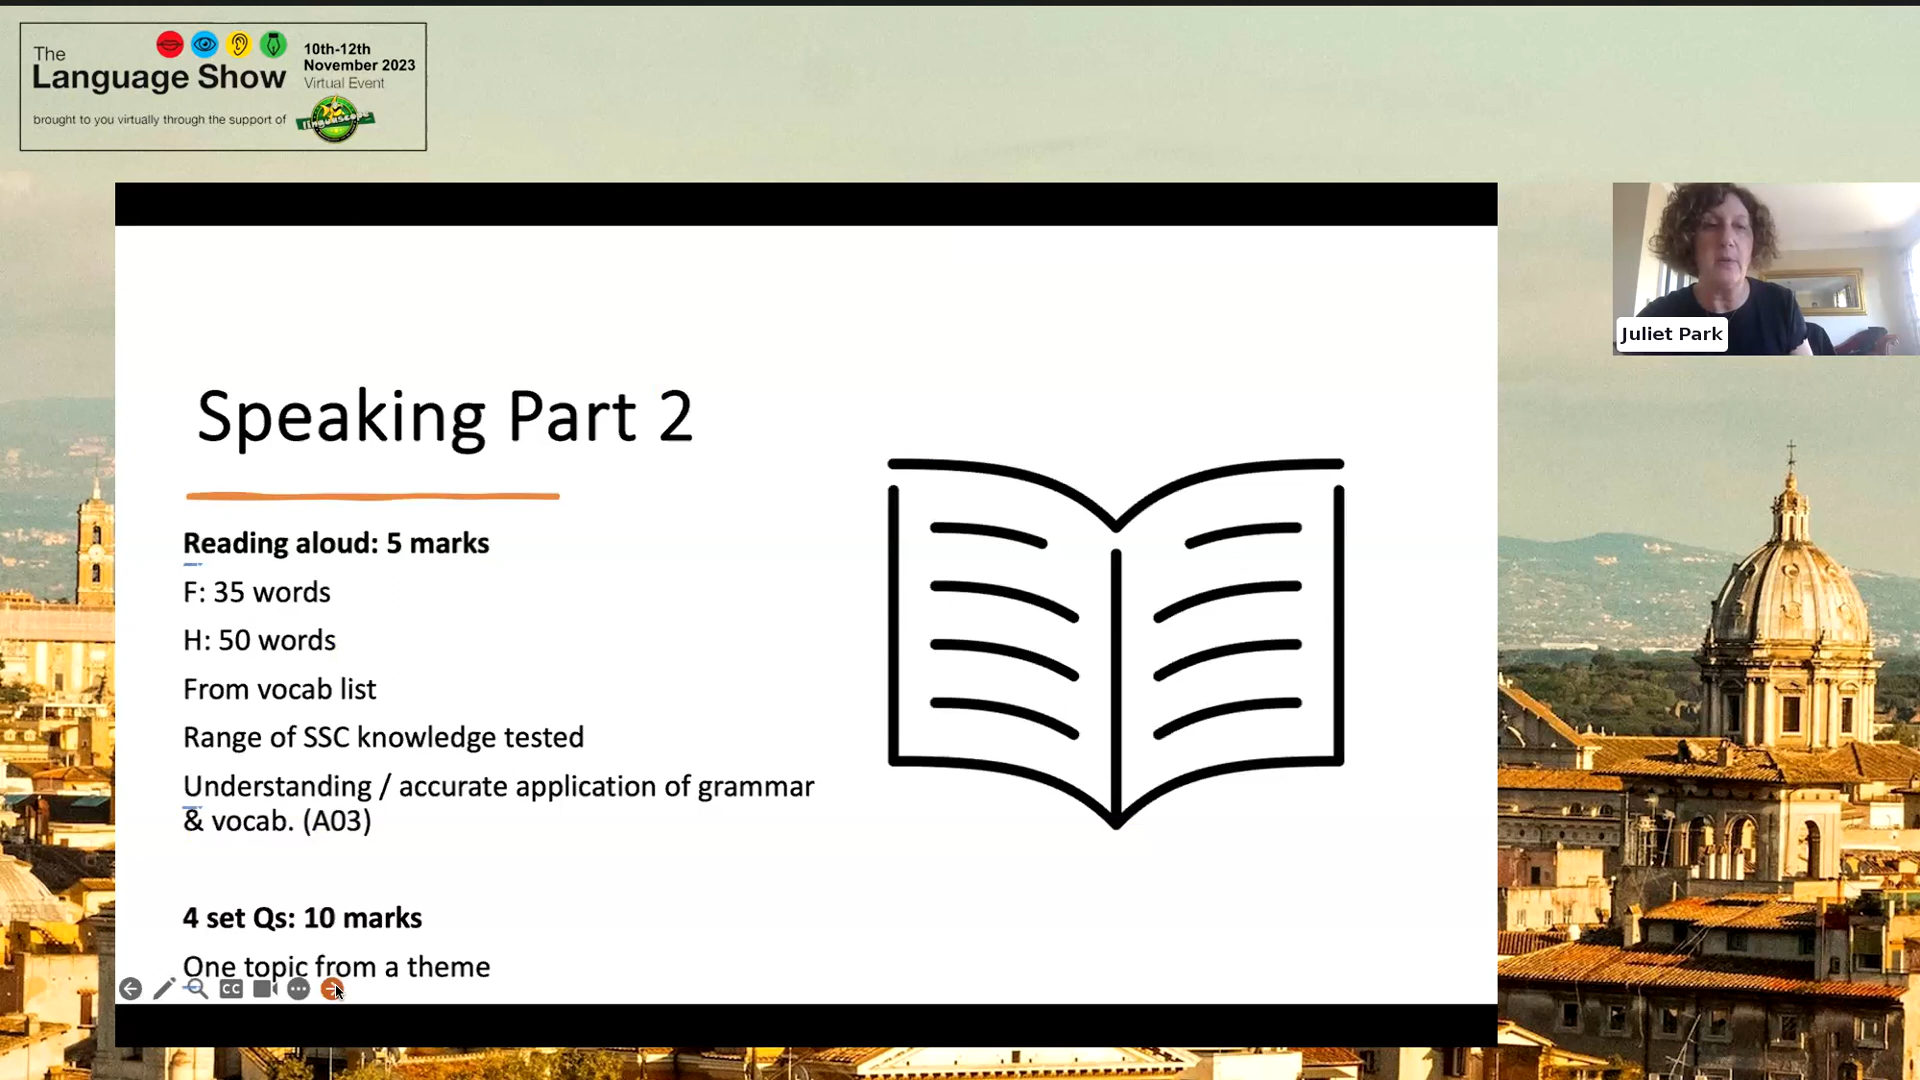 The
Language Show
10th-12th
November 2023
Virtual Event
brought to you virtually through the support of
linguascope
Juliet Park
Speaking Part 2
Reading aloud: 5 marks
F: 35 words
H: 50 words
From vocab list
Range of SSC knowledge tested
Understanding / accurate application of grammar
& vocab. (A03)
4 set Qs: 10 marks
One topic from a theme
CC